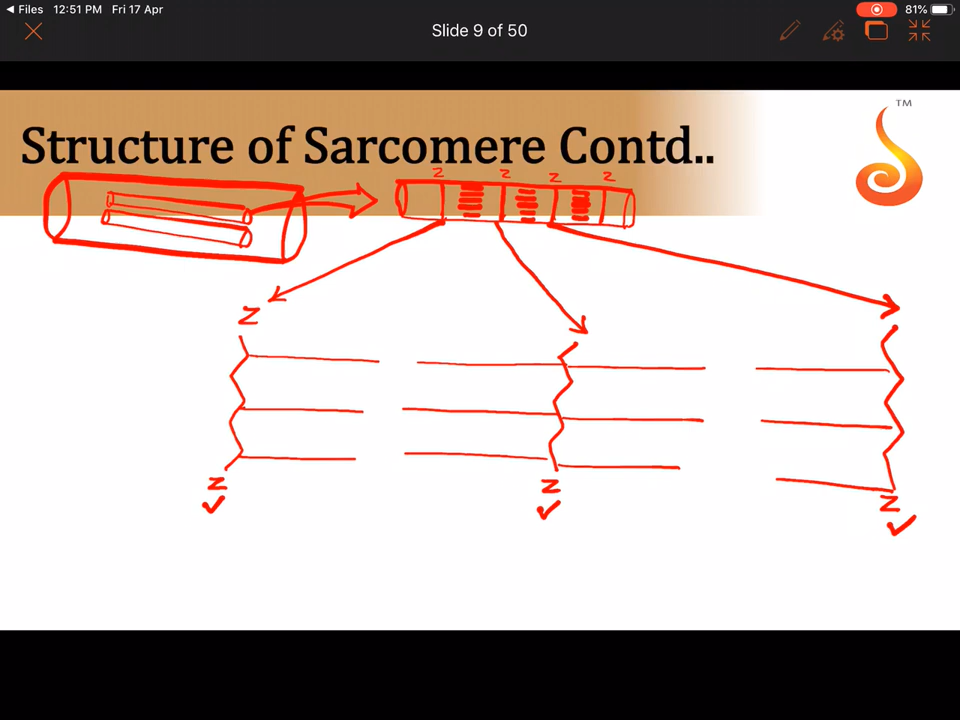 Files 12:51 PM Fri 17 Apr 81%
Slide 9 of 50
TM
Structure of Sarcomere Contd..
Z Z Z Z
Z
Z Z Z